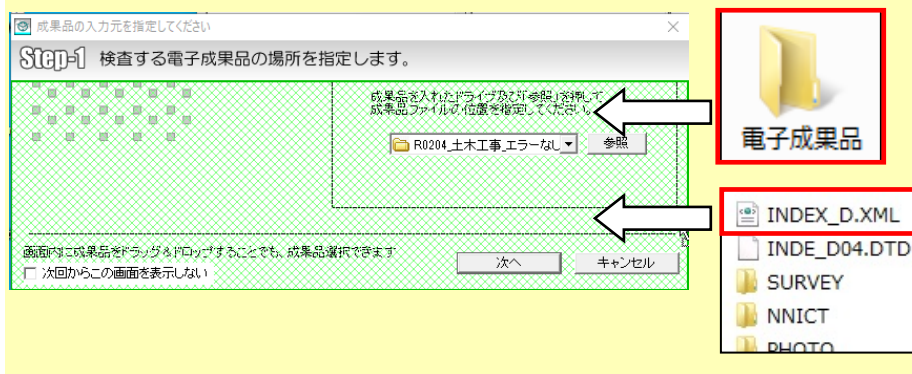 成果品の入力元を指定してください
Step-1 検査する電子成果品の場所を指定します。
成果品を入れたドライブ及び「参照」を押して
成果品ファイルの位置を指定してください。
R0204_土木工事_エラーなし
参照
画面内に成果品をドラッグ&ドロップすることでも、成果品選択できます
次回からこの画面を表示しない
次へ
キャンセル
電子成果品
INDEX_D.XML
INDE_D04.DTD
SURVEY
NNICT
PHOTO